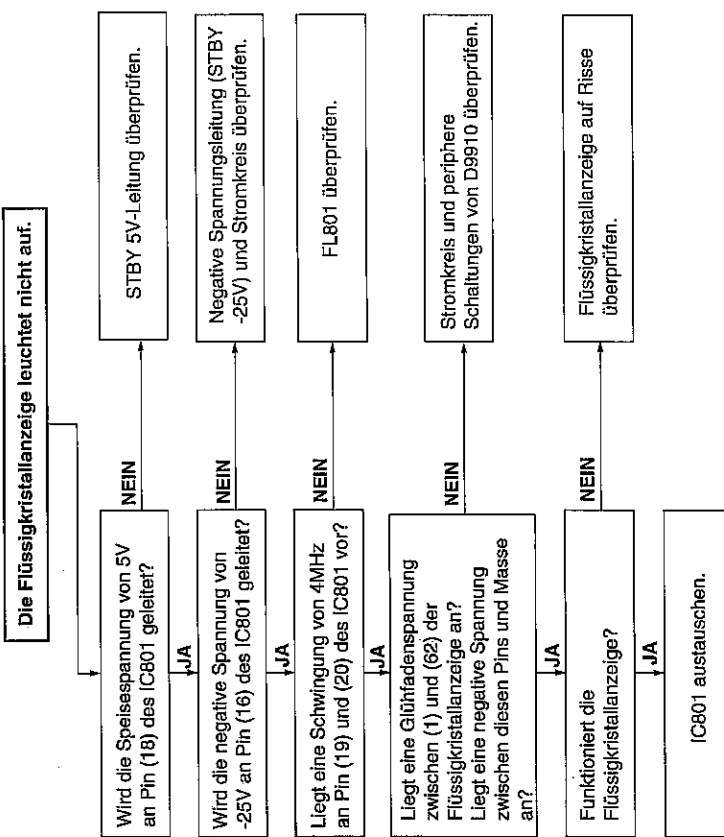 Die Flüssigkristallanzeige leuchtet nicht auf.
Wird die Speisespannung von 5V
an Pin (18) des IC801 geleitet?
NEIN
STBY 5V-Leitung überprüfen.
JA
Wird die negative Spannung von
-25V an Pin (16) des IC801 geleitet?
NEIN
Negative Spannungsleitung (STBY
-25V) und Stromkreis überprüfen.
JA
Liegt eine Schwingung von 4MHz
an Pin (19) und (20) des IC801 vor?
NEIN
FL801 überprüfen.
JA
Liegt eine Glühfadenspannung
zwischen (1) und (62) der
Flüssigkristallanzeige an?
Liegt eine negative Spannung
zwischen diesen Pins und Masse
an?
NEIN
Stromkreis und periphere
Schaltungen von D9910 überprüfen.
JA
Funktioniert die
Flüssigkristallanzeige?
NEIN
Flüssigkristallanzeige auf Risse
überprüfen.
JA
IC801 austauschen.